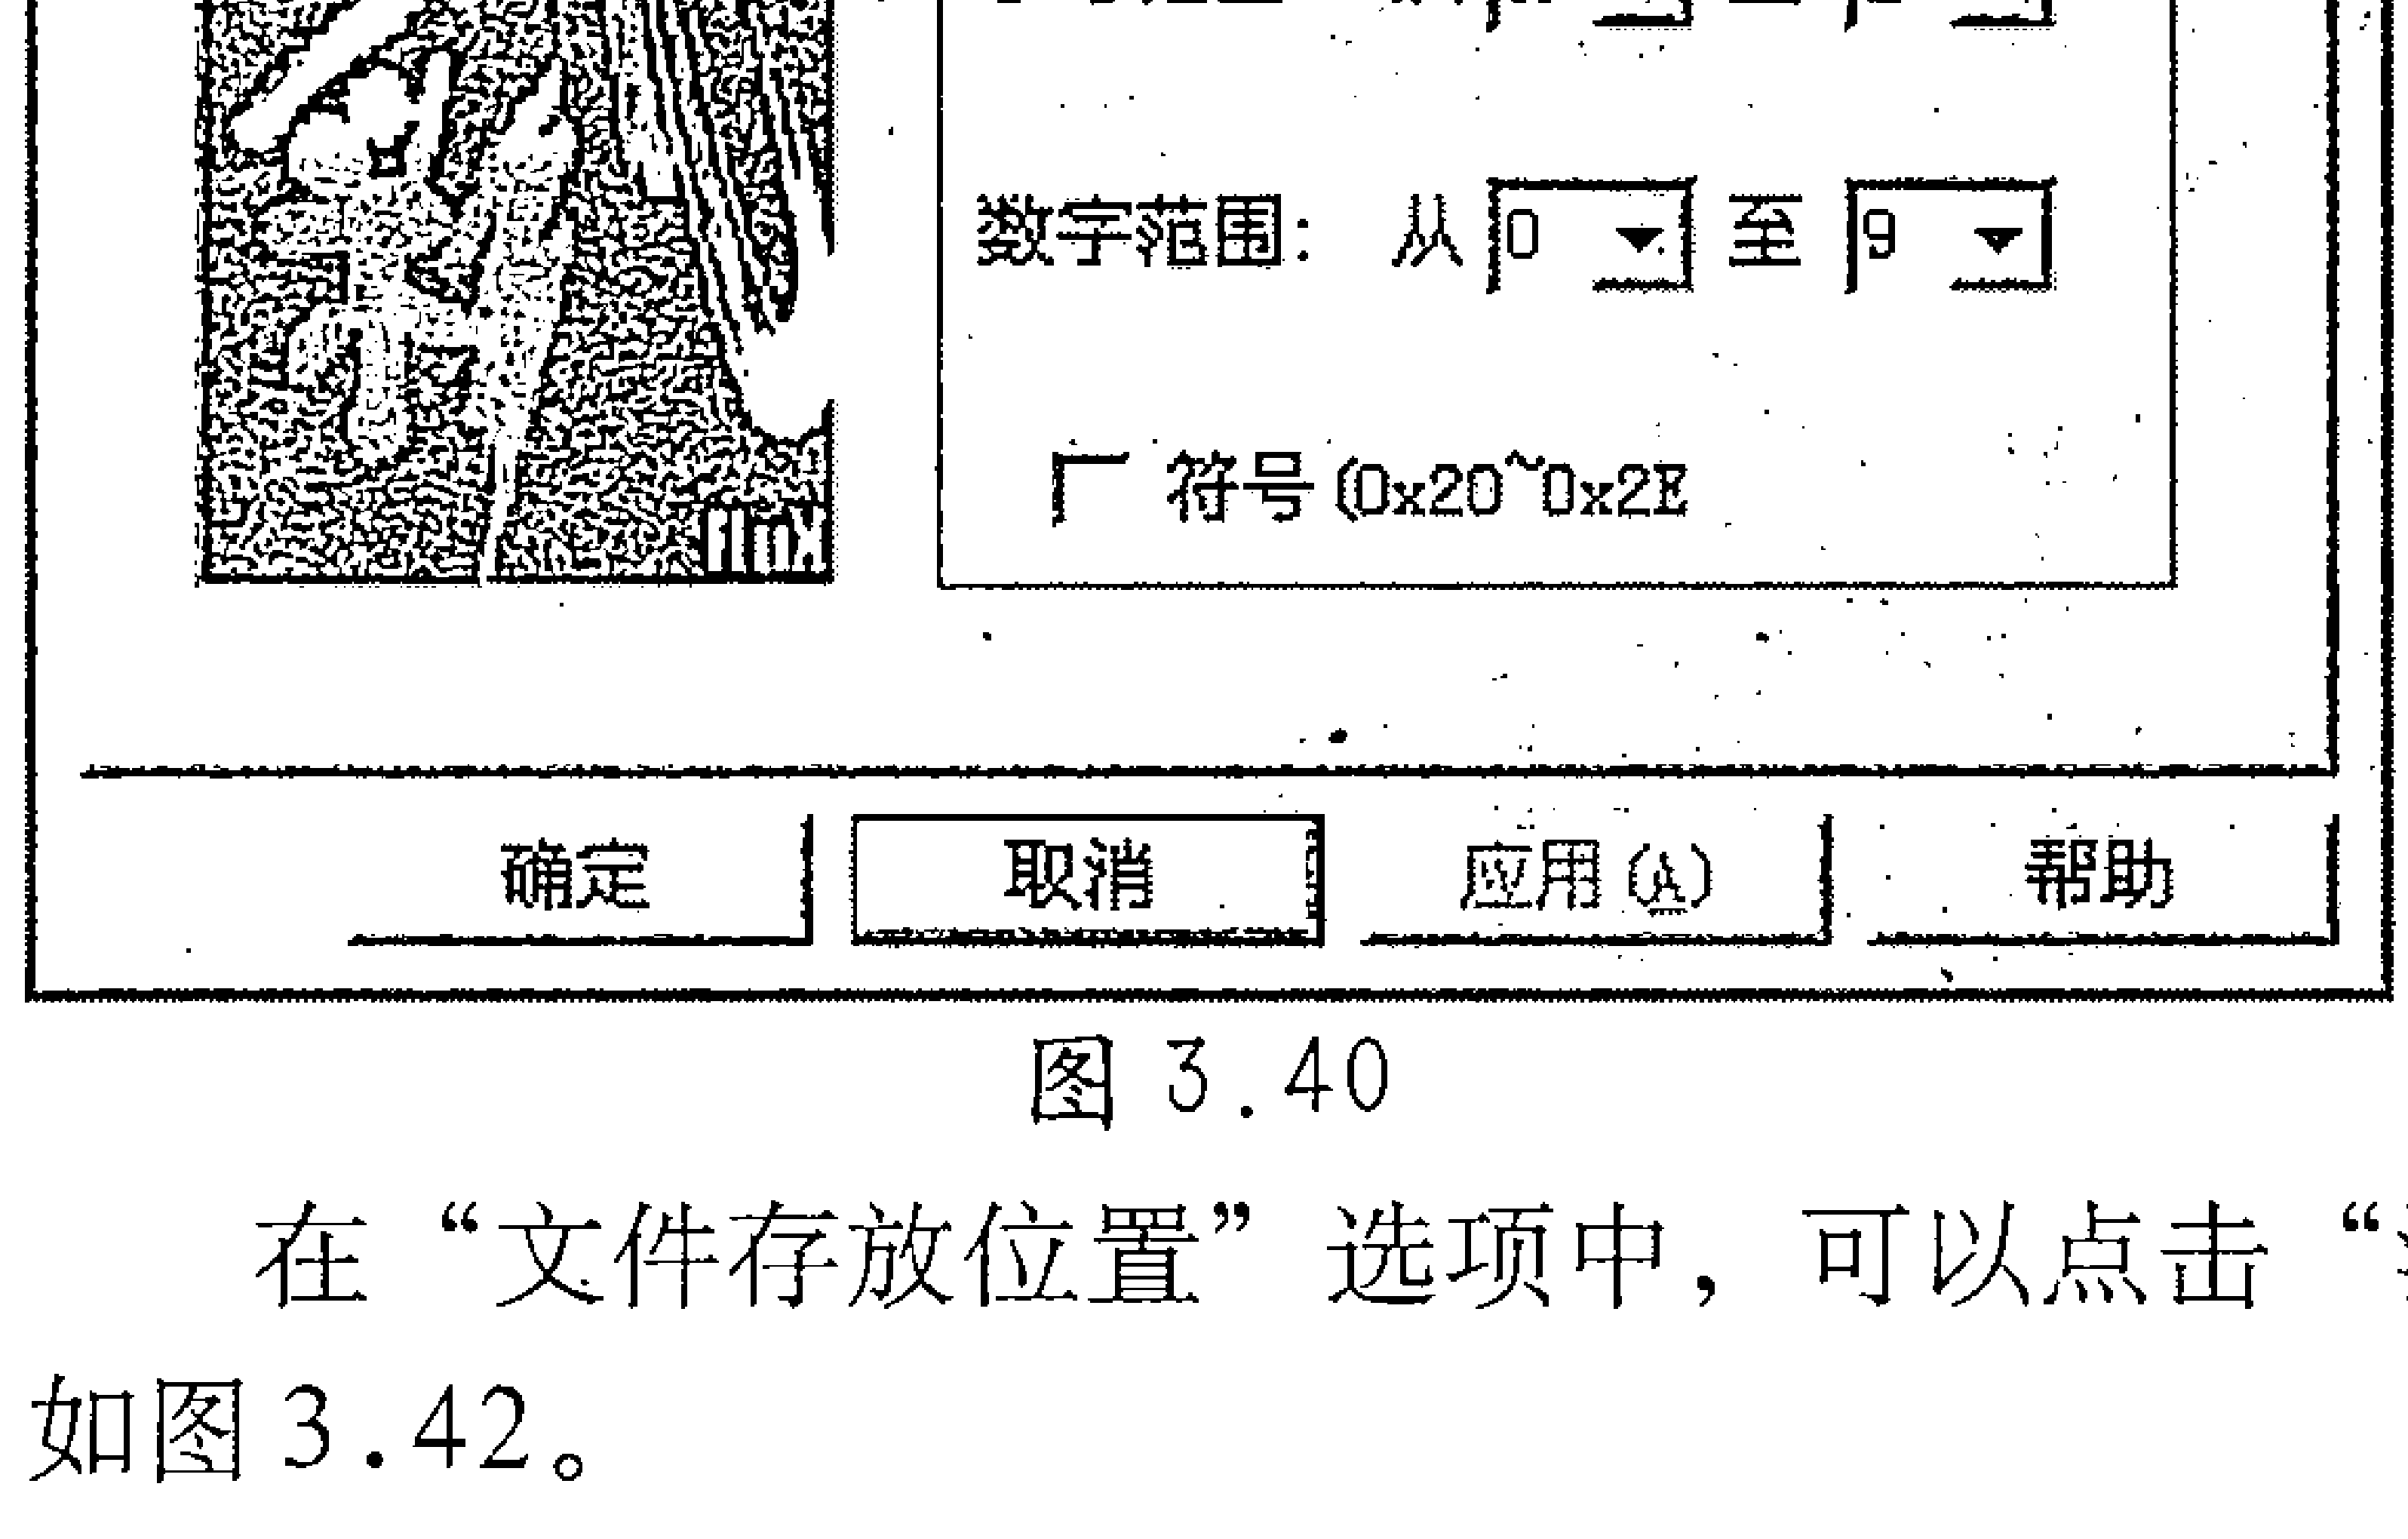 数字范围: 从 0 至 9
符号(0x20~0x2E
确定 取消 应用(A) 帮助
图 3.40
在“文件存放位置”选项中,可以点击“
如图3.42。